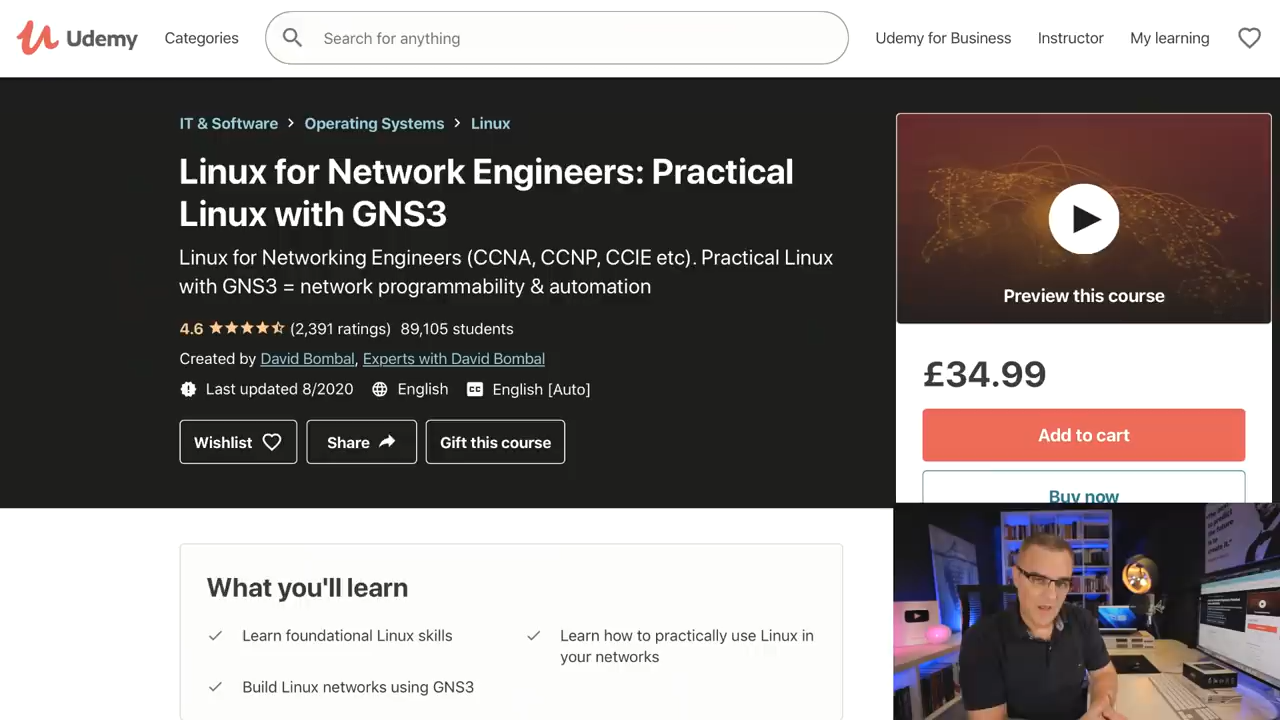 Udemy
Categories
Search for anything
Udemy for Business
Instructor
My learning
IT & Software
Operating Systems
Linux
Linux for Network Engineers: Practical
Linux with GNS3
Linux for Networking Engineers (CCNA, CCNP, CCIE etc). Practical Linux
with GNS3 = network programmability & automation
4.6 (2,391 ratings) 89,105 students
Created by David Bombal, Experts with David Bombal
Last updated 8/2020 English CC English [Auto]
Wishlist
Share
Gift this course
Preview this course
£34.99
Add to cart
Buy now
What you'll learn
Learn foundational Linux skills
Learn how to practically use Linux in
your networks
Build Linux networks using GNS3